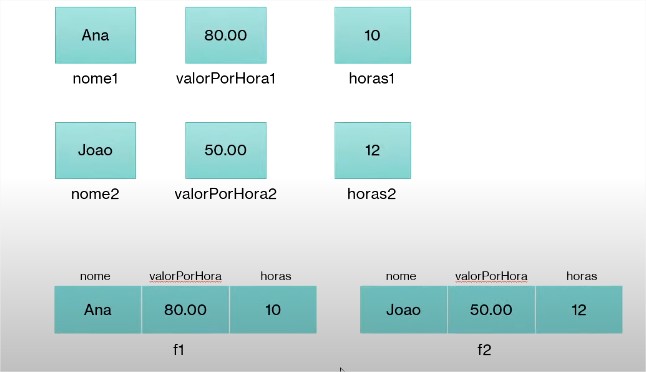 Ana 80.00 10
nome1 valorPorHora1 horas1
Joao 50.00 12
nome2 valorPorHora2 horas2
nome valorPorHora horas nome valorPorHora horas
Ana 80.00 10 Joao 50.00 12
f1 f2